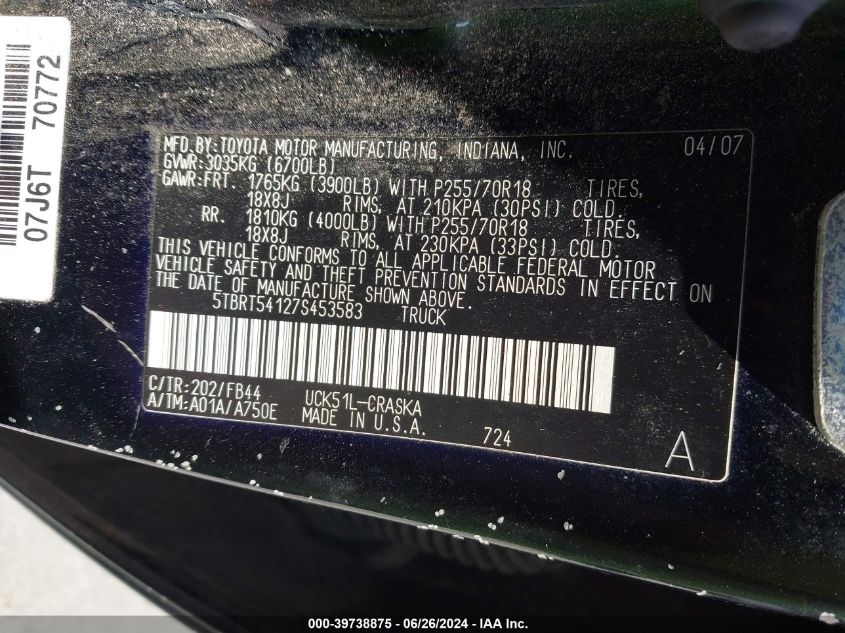 07J6T 70772
MFD.BY:TOYOTA MOTOR MANUFACTURING, INDIANA, INC. 04/07
GVWR:3035KG (6700LB)
GAWR:FRT. 1765KG (3900LB) WITH P255/70R18 TIRES,
18X8J RIMS, AT 210KPA (30PSI) COLD.
RR. 1810KG (4000LB) WITH P255/70R18 TIRES,
18X8J RIMS, AT 230KPA (33PSI) COLD.
THIS VEHICLE CONFORMS TO ALL APPLICABLE FEDERAL MOTOR
VEHICLE SAFETY AND THEFT PREVENTION STANDARDS IN EFFECT ON
THE DATE OF MANUFACTURE SHOWN ABOVE.
5TBRT54127S453583 TRUCK
C/TR:202/FB44 UCK51L-CRASKA
A/TM:A01A/A750E MADE IN U.S.A. 724 A
000-39738875 - 06/26/2024 - IAA Inc.